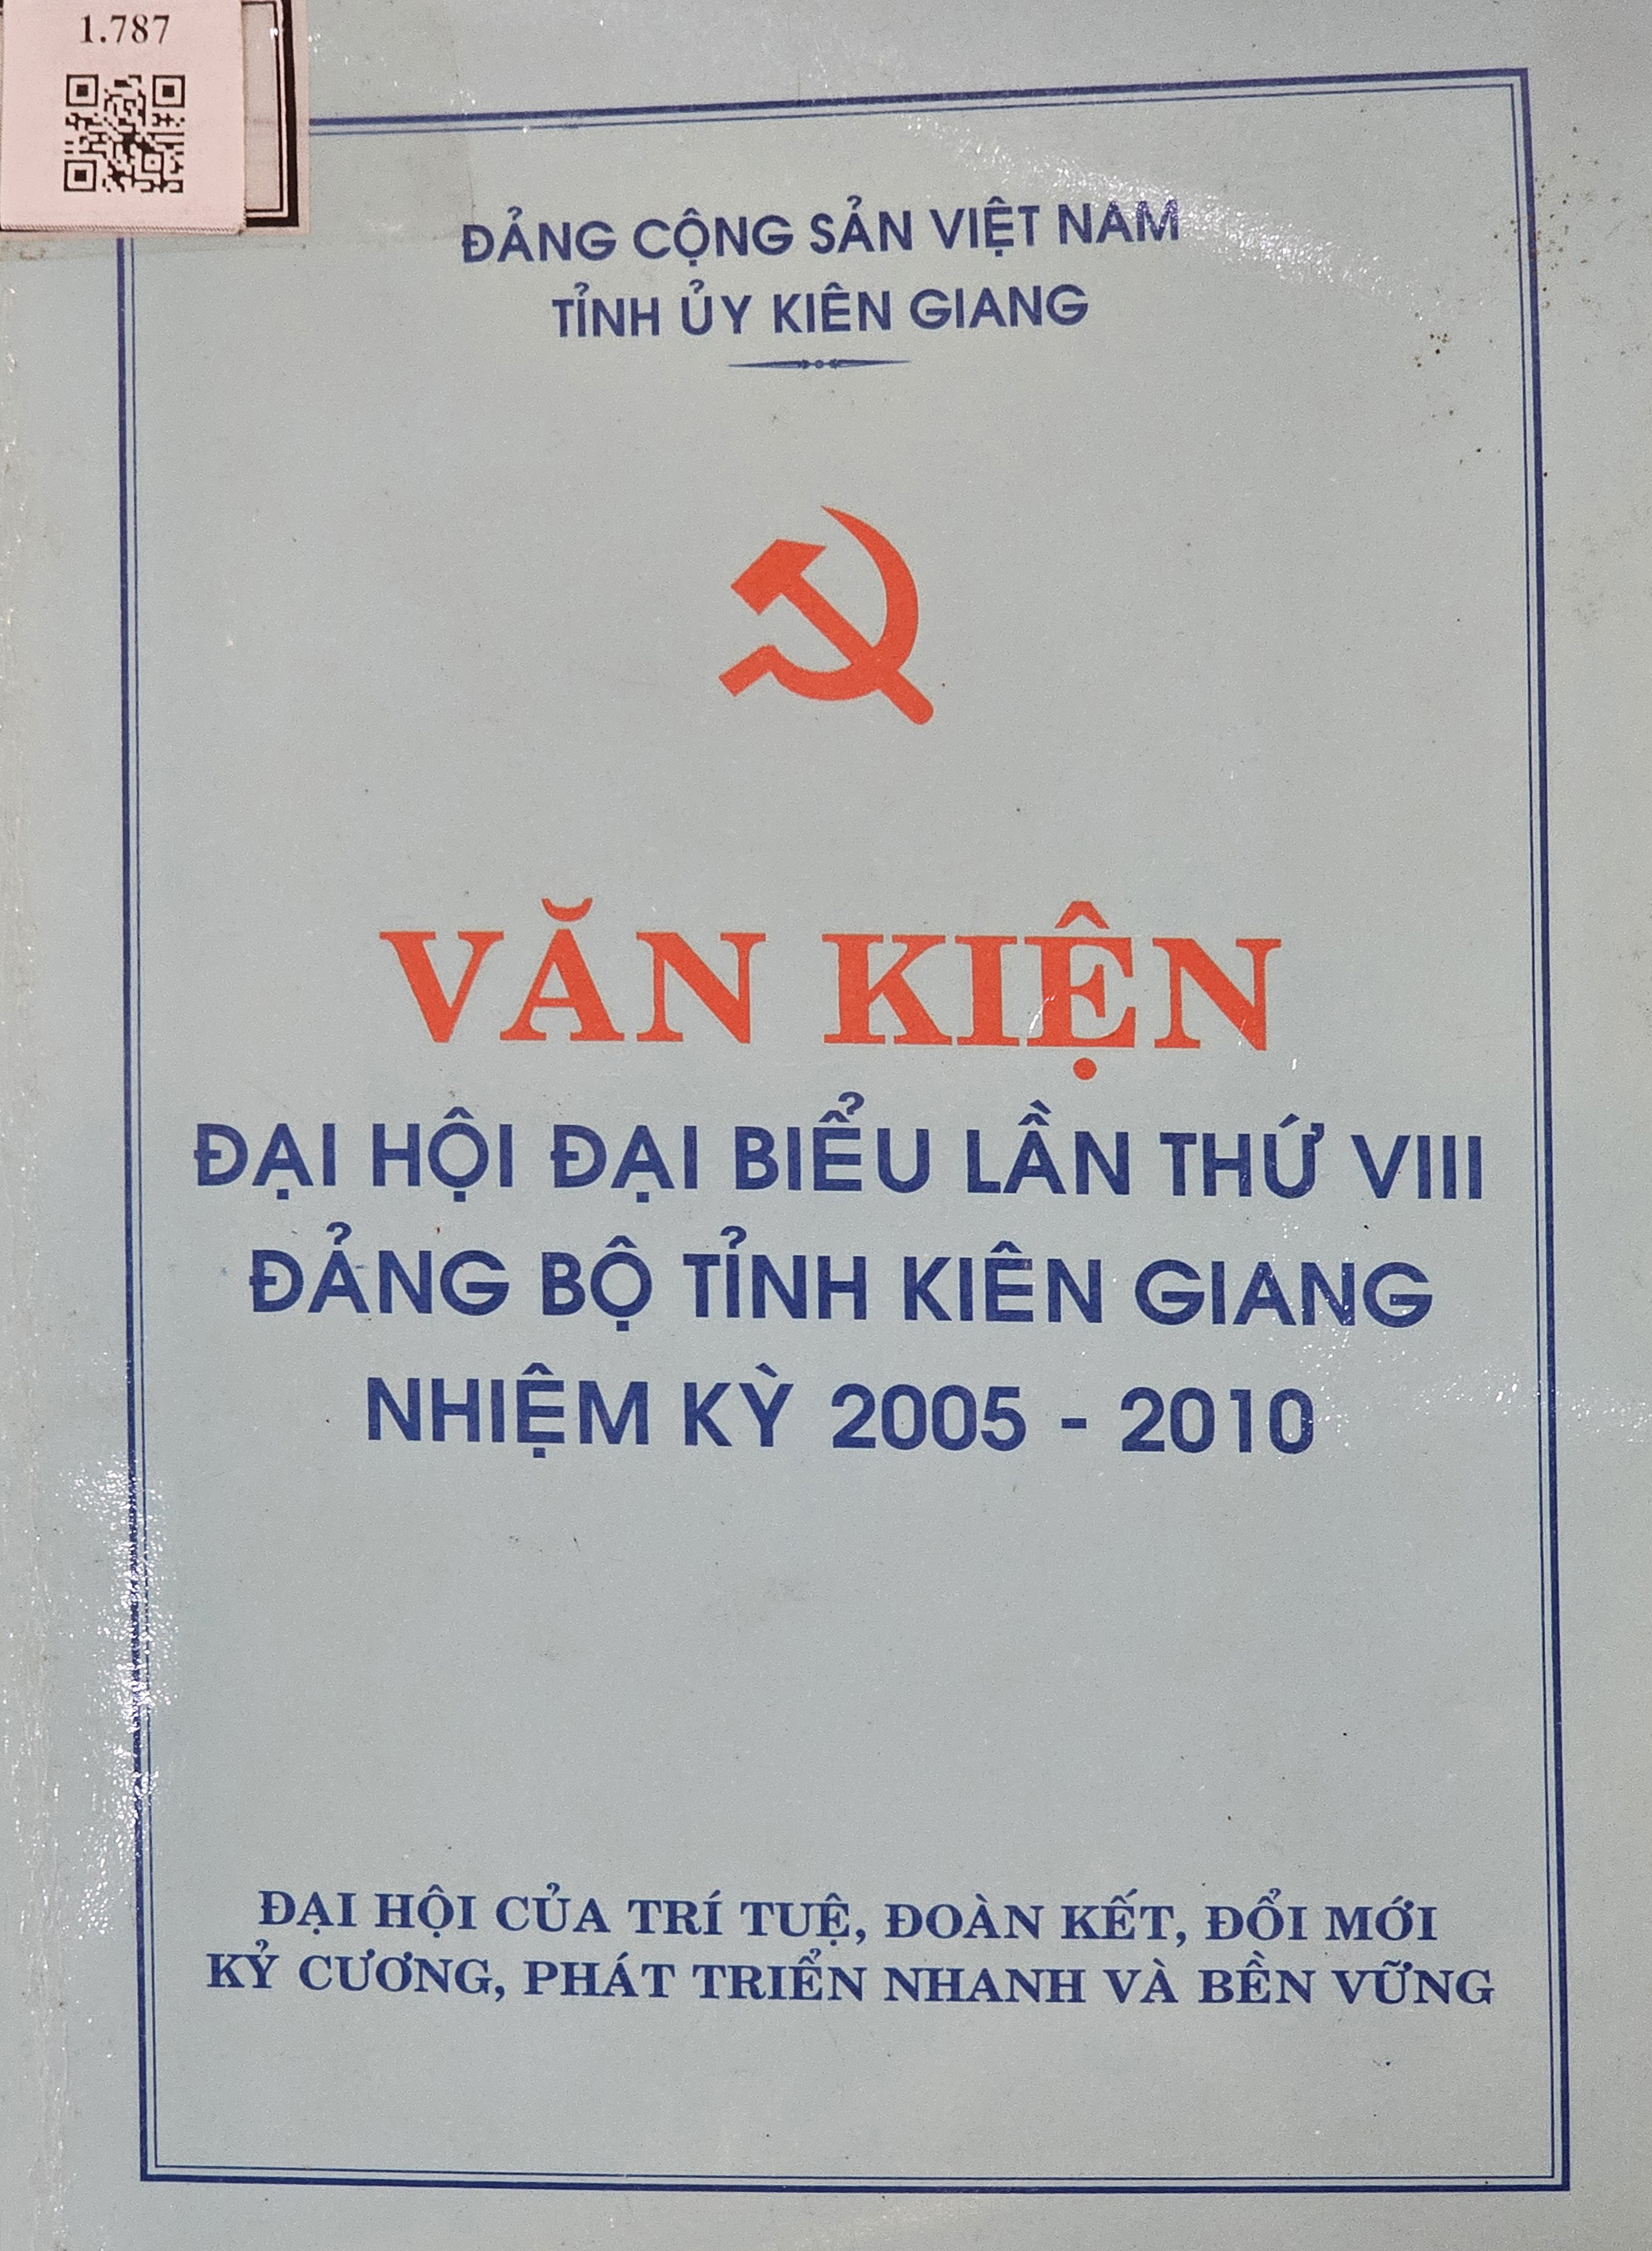 1.787
ĐẢNG CỘNG SẢN VIỆT NAM
TỈNH ỦY KIÊN GIANG
VĂN KIỆN
ĐẠI HỘI ĐẠI BIỂU LẦN THỨ VIII
ĐẢNG BỘ TỈNH KIÊN GIANG
NHIỆM KỲ 2005 - 2010
ĐẠI HỘI CỦA TRÍ TUỆ, ĐOÀN KẾT, ĐỔI MỚI
KỶ CƯƠNG, PHÁT TRIỂN NHANH VÀ BỀN VỮNG